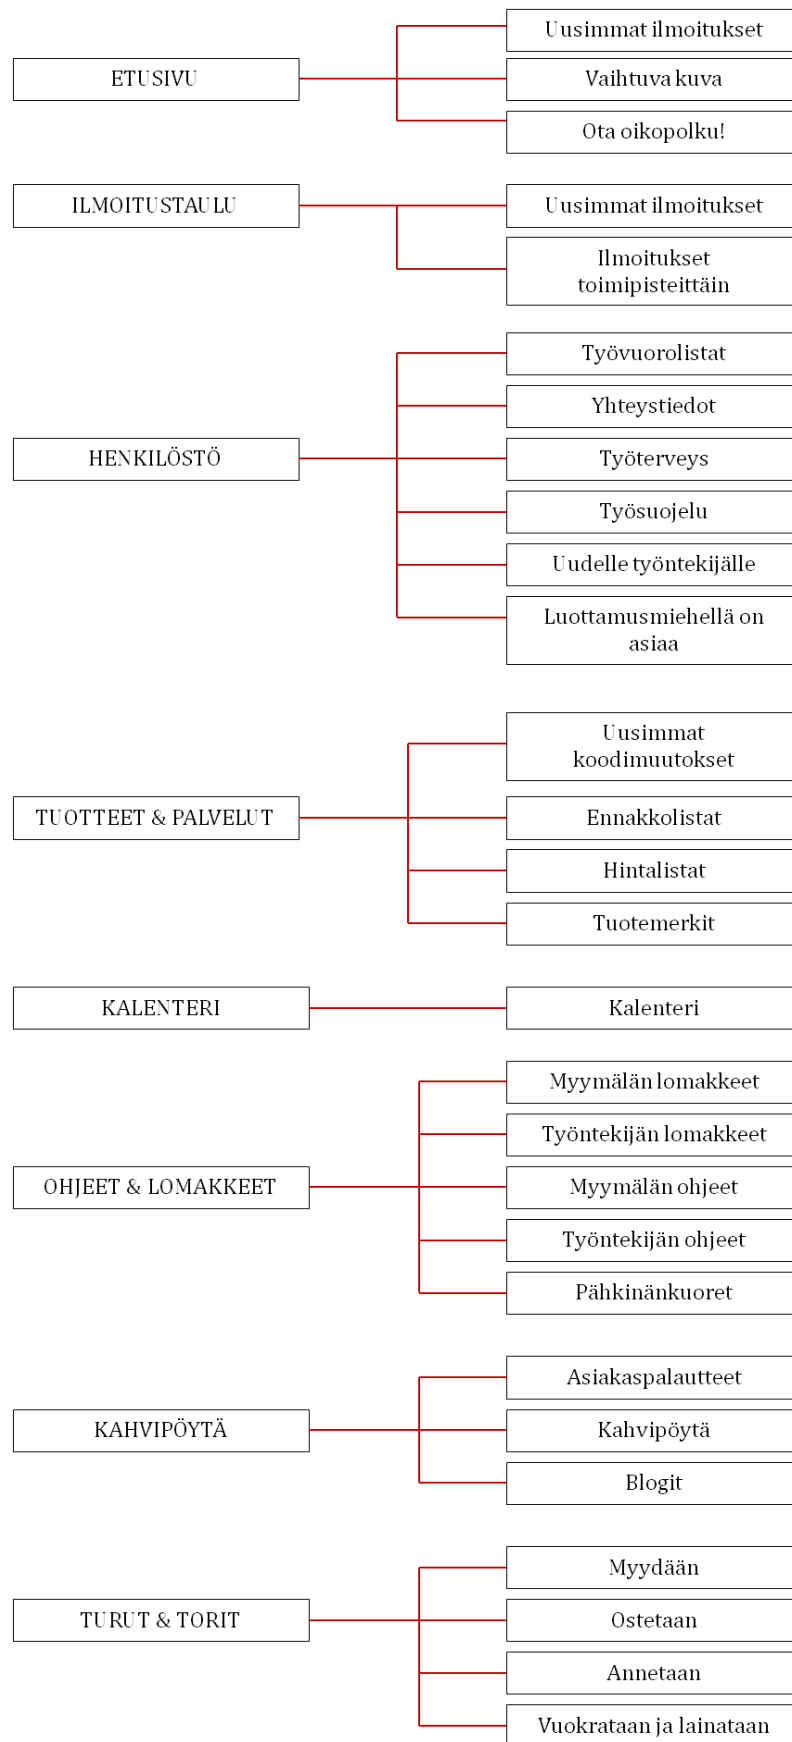 ETUSIVU
Uusimmat ilmoitukset
Vaihtuva kuva
Ota oikopolku!
ILMOITUSTAULU
Uusimmat ilmoitukset
Ilmoitukset
toimipisteittäin
HENKILÖSTÖ
Työvuorolistat
Yhteystiedot
Työterveys
Työsuojelu
Uudelle työntekijälle
Luottamusmiehellä on
asiaa
TUOTTEET & PALVELUT
Uusimmat
koodimuutokset
Ennakkolistat
Hintalistat
Tuotemerkit
KALENTERI
Kalenteri
OHJEET & LOMAKKEET
Myymälän lomakkeet
Työntekijän lomakkeet
Myymälän ohjeet
Työntekijän ohjeet
Pähkinänkuoret
KAHVIPÖYTÄ
Asiakaspalautteet
Kahvipöytä
Blogit
TURUT & TORIT
Myydään
Ostetaan
Annetaan
Vuokrataan ja lainataan